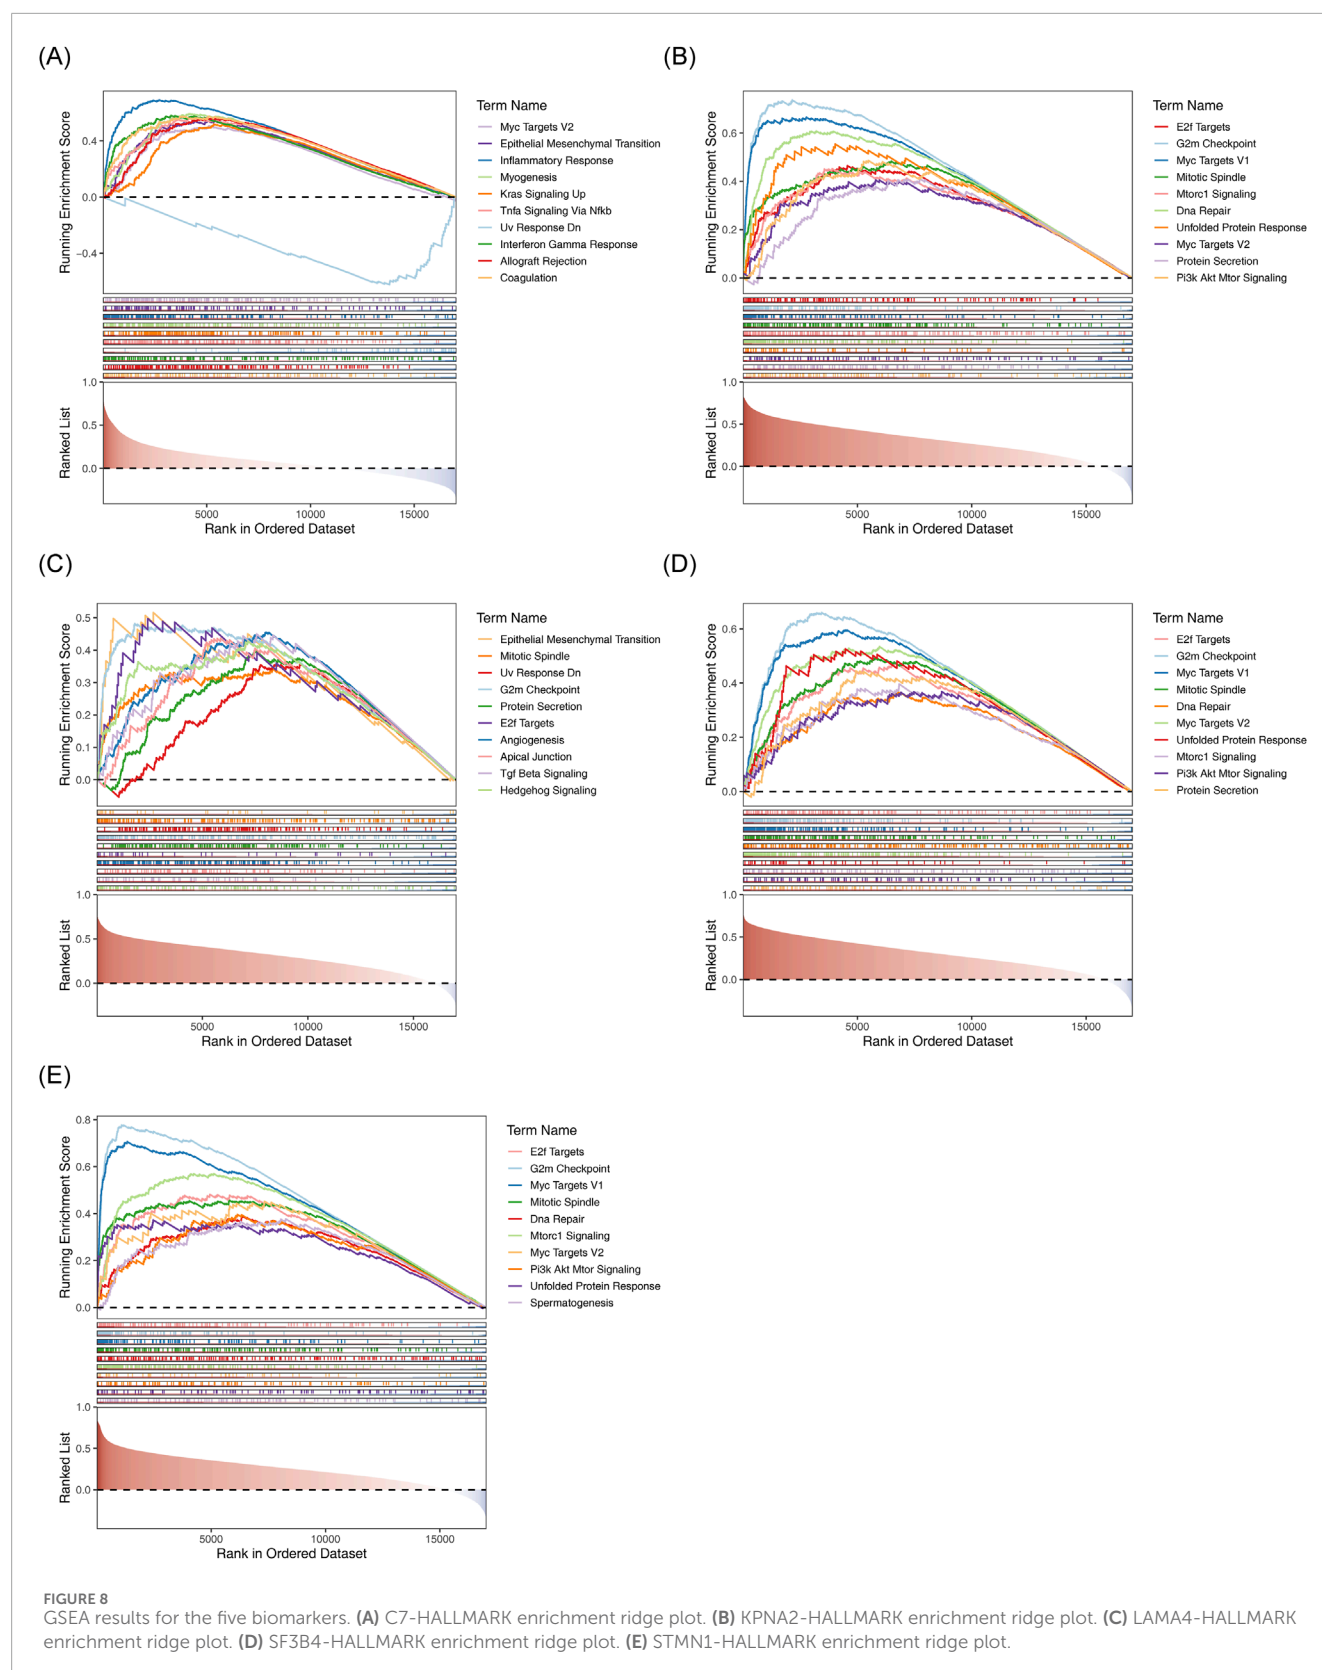 (A)
Running Enrichment Score
0.4
0.0
−0.4
Term Name
Myc Targets V2
Epithelial Mesenchymal Transition
Inflammatory Response
Myogenesis
Kras Signaling Up
Tnfa Signaling Via Nfkb
Uv Response Dn
Interferon Gamma Response
Allograft Rejection
Coagulation
Ranked List
1.0
0.5
0.0
5000
10000
15000
Rank in Ordered Dataset
(B)
Running Enrichment Score
0.6
0.4
0.2
0.0
Term Name
E2f Targets
G2m Checkpoint
Myc Targets V1
Mitotic Spindle
Mtorc1 Signaling
Dna Repair
Unfolded Protein Response
Myc Targets V2
Protein Secretion
Pi3k Akt Mtor Signaling
Ranked List
1.0
0.5
0.0
5000
10000
15000
Rank in Ordered Dataset
(C)
Running Enrichment Score
0.5
0.4
0.3
0.2
0.1
0.0
Term Name
Epithelial Mesenchymal Transition
Mitotic Spindle
Uv Response Dn
G2m Checkpoint
Protein Secretion
E2f Targets
Angiogenesis
Apical Junction
Tgf Beta Signaling
Hedgehog Signaling
Ranked List
1.0
0.5
0.0
5000
10000
15000
Rank in Ordered Dataset
(D)
Running Enrichment Score
0.6
0.4
0.2
0.0
Term Name
E2f Targets
G2m Checkpoint
Myc Targets V1
Mitotic Spindle
Dna Repair
Myc Targets V2
Unfolded Protein Response
Mtorc1 Signaling
Pi3k Akt Mtor Signaling
Protein Secretion
Ranked List
1.0
0.5
0.0
5000
10000
15000
Rank in Ordered Dataset
(E)
Running Enrichment Score
0.8
0.6
0.4
0.2
0.0
Term Name
E2f Targets
G2m Checkpoint
Myc Targets V1
Mitotic Spindle
Dna Repair
Mtorc1 Signaling
Myc Targets V2
Pi3k Akt Mtor Signaling
Unfolded Protein Response
Spermatogenesis
Ranked List
1.0
0.5
0.0
5000
10000
15000
Rank in Ordered Dataset
FIGURE 8
GSEA results for the five biomarkers. (A) C7-HALLMARK enrichment ridge plot. (B) KPNA2-HALLMARK enrichment ridge plot. (C) LAMA4-HALLMARK
enrichment ridge plot. (D) SF3B4-HALLMARK enrichment ridge plot. (E) STMN1-HALLMARK enrichment ridge plot.